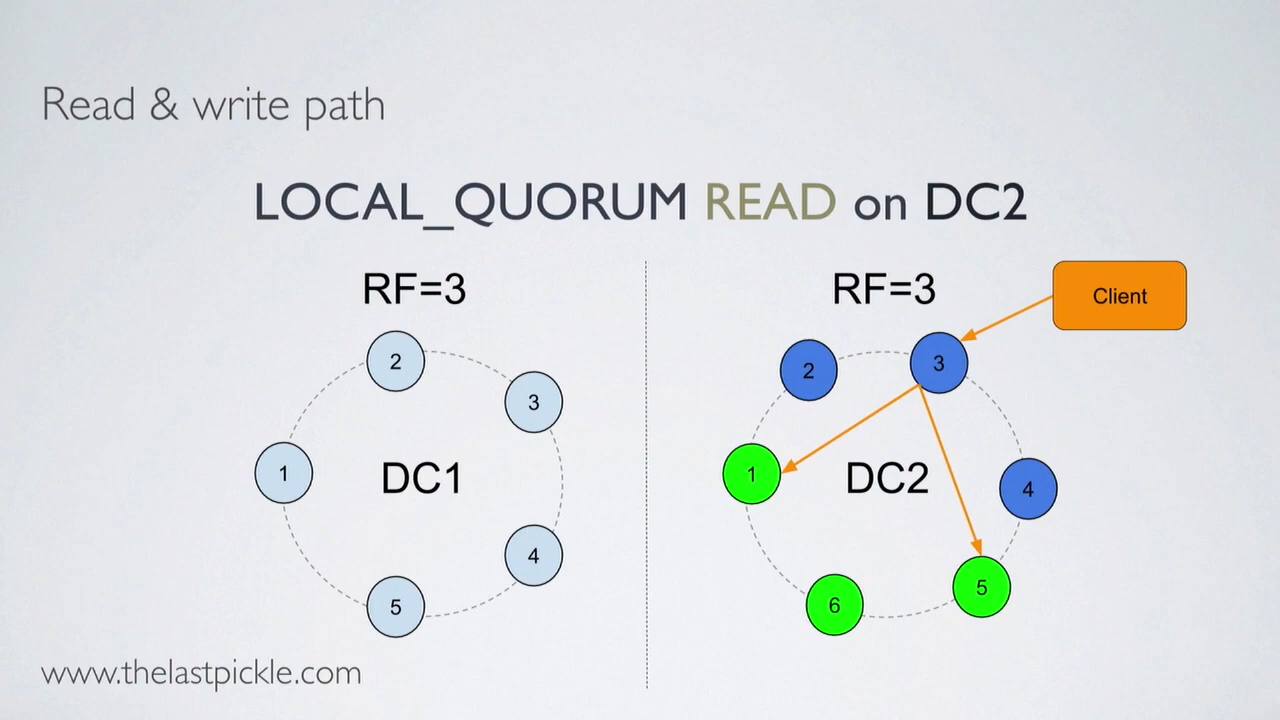 Read & write path
LOCAL_QUORUM READ on DC2
RF=3
2
3
1
DC1
4
5
RF=3
Client
2
3
1
DC2
4
5
6
www.thelastpickle.com